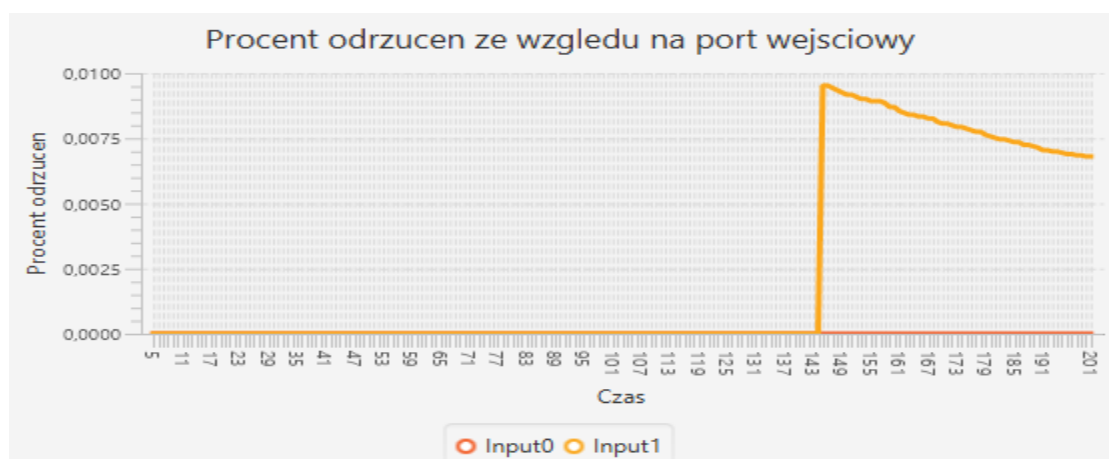 Procent odrzucen ze wzgledu na port wejsciowy
Procent odrzucen
0,0100
0,0075
0,0050
0,0025
0,0000
5 11 17 23 29 35 41 47 53 59 65 71 77 83 89 95 101 107 113 119 125 131 137 143 149 155 161 167 173 179 185 191 201
Czas
Input0 Input1